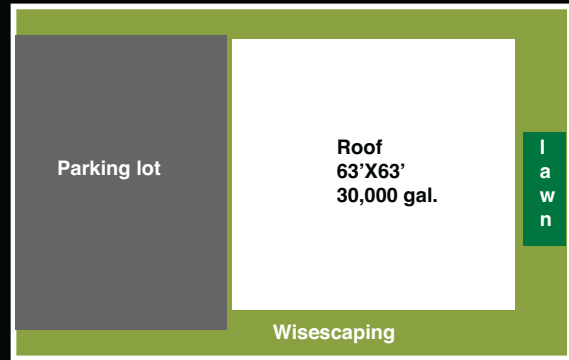 Parking lot
Roof
63’X63’
30,000 gal.
l
a
w
n
Wisescaping